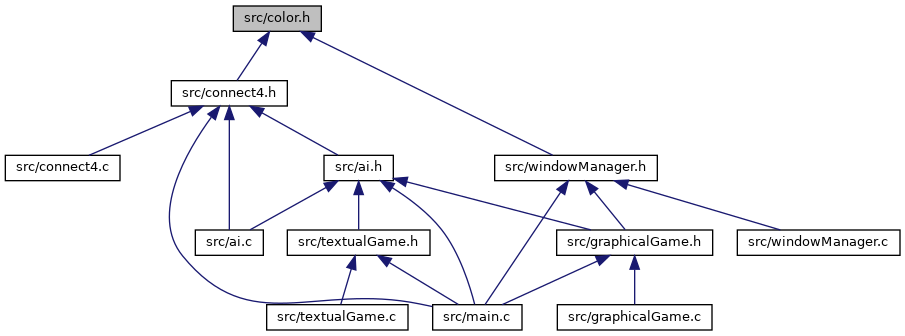 src/color.h
src/connect4.h
src/connect4.c
src/ai.h
src/windowManager.h
src/ai.c
src/textualGame.h
src/graphicalGame.h
src/windowManager.c
src/textualGame.c
src/main.c
src/graphicalGame.c